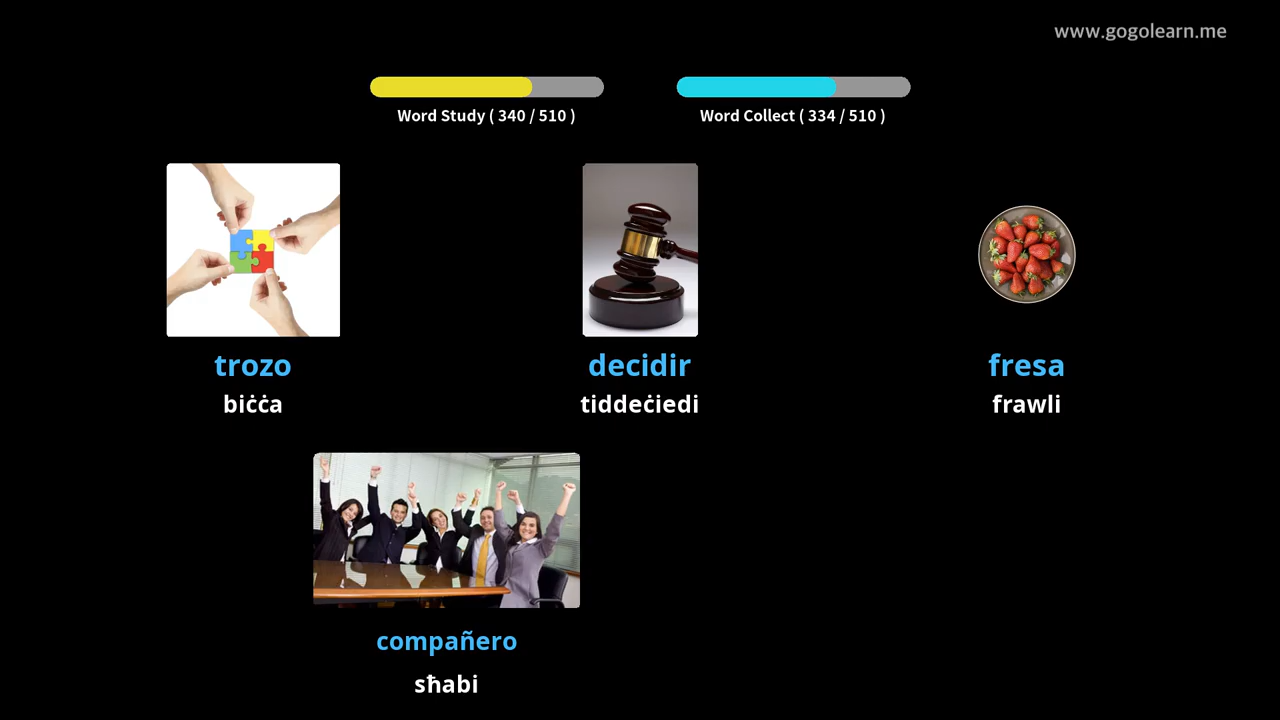 www.gogolearn.me
Word Study ( 340 / 510 )
Word Collect ( 334 / 510 )
trozo
biċċa
decidir
tiddeċiedi
fresa
frawli
compañero
sħabi